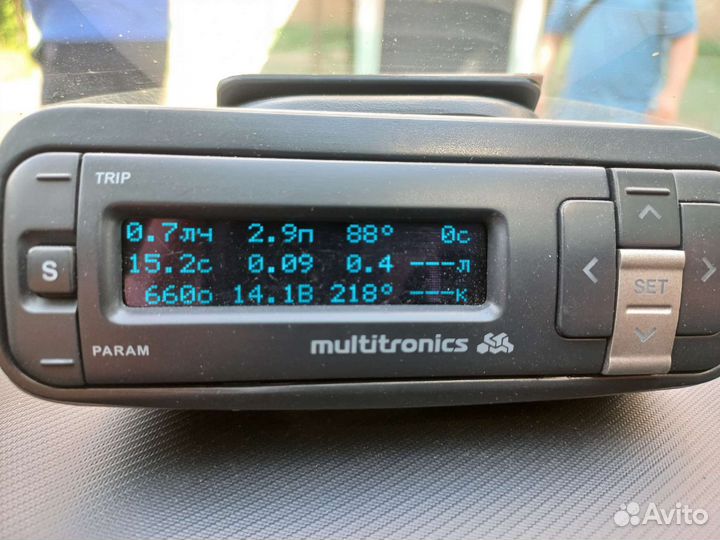 TRIP
0.7лч 2.9п 88° 0с
S
15.2с 0.09 0.4 ---л
SET
660о 14.1В 218° ---к
PARAM
multitronics
Avito